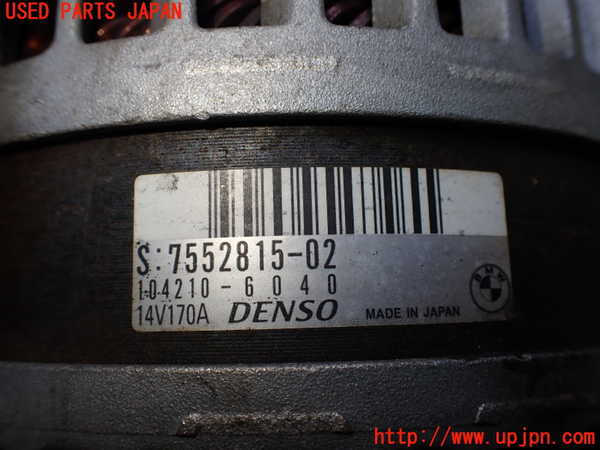 USED PARTS JAPAN
S: 7552815-02
104210-6040
BMW
14V170A DENSO MADE IN JAPAN
http://www.upjpn.com/